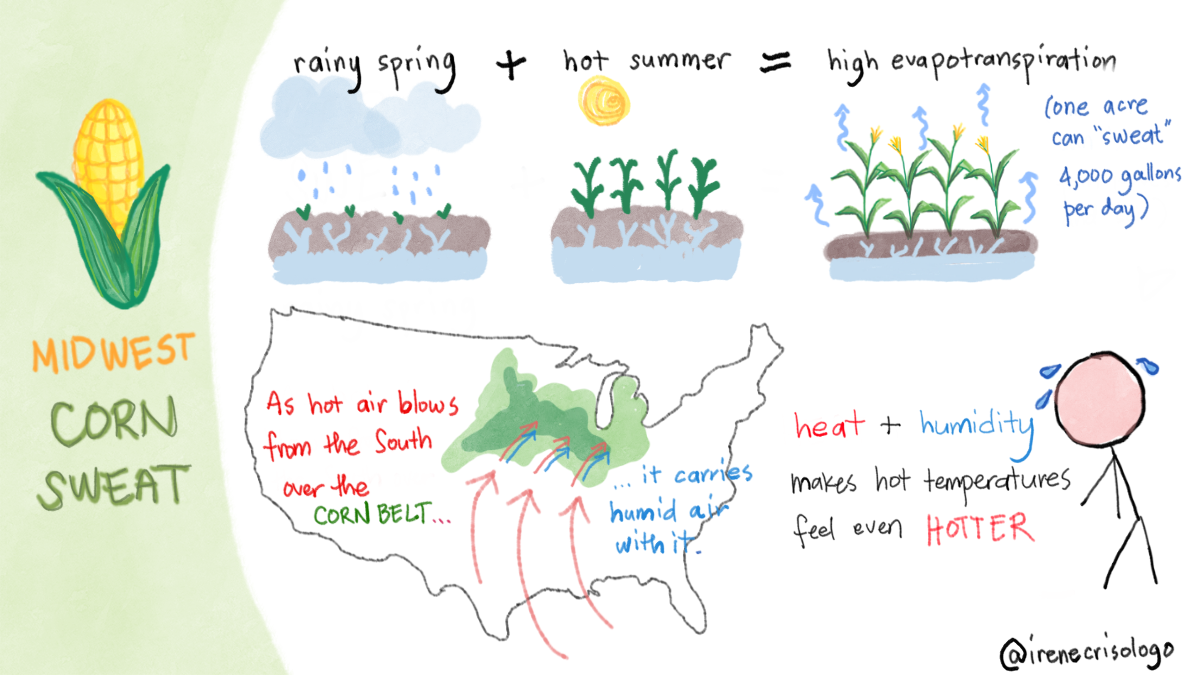 MIDWEST
CORN
SWEAT
rainy spring + hot summer = high evapotranspiration
(one acre
can "sweat"
4,000 gallons
per day)
As hot air blows
from the South
over the
CORN BELT...
... it carries
humid air
with it.
heat + humidity
makes hot temperatures
feel even HOTTER
@irenecrisologo